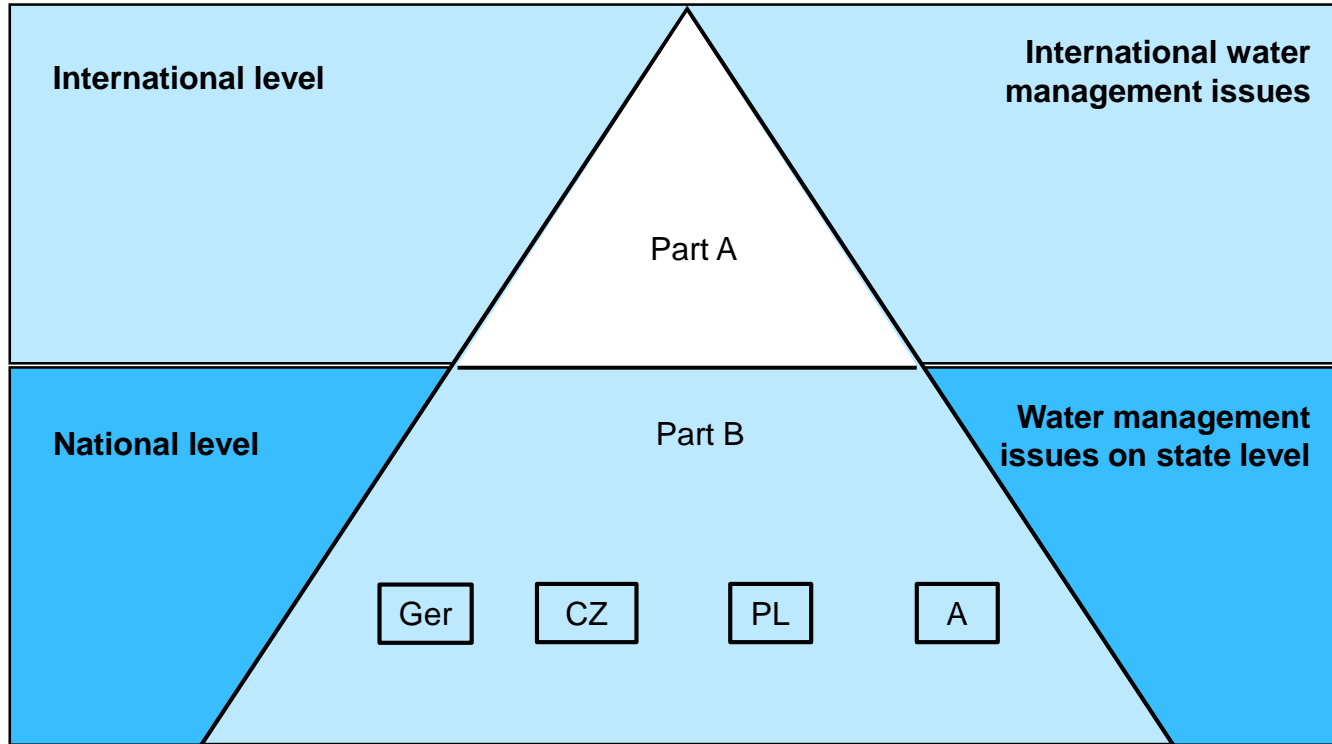 International level
International water
management issues
Part A
National level
Part B
Water management
issues on state level
Ger
CZ
PL
A